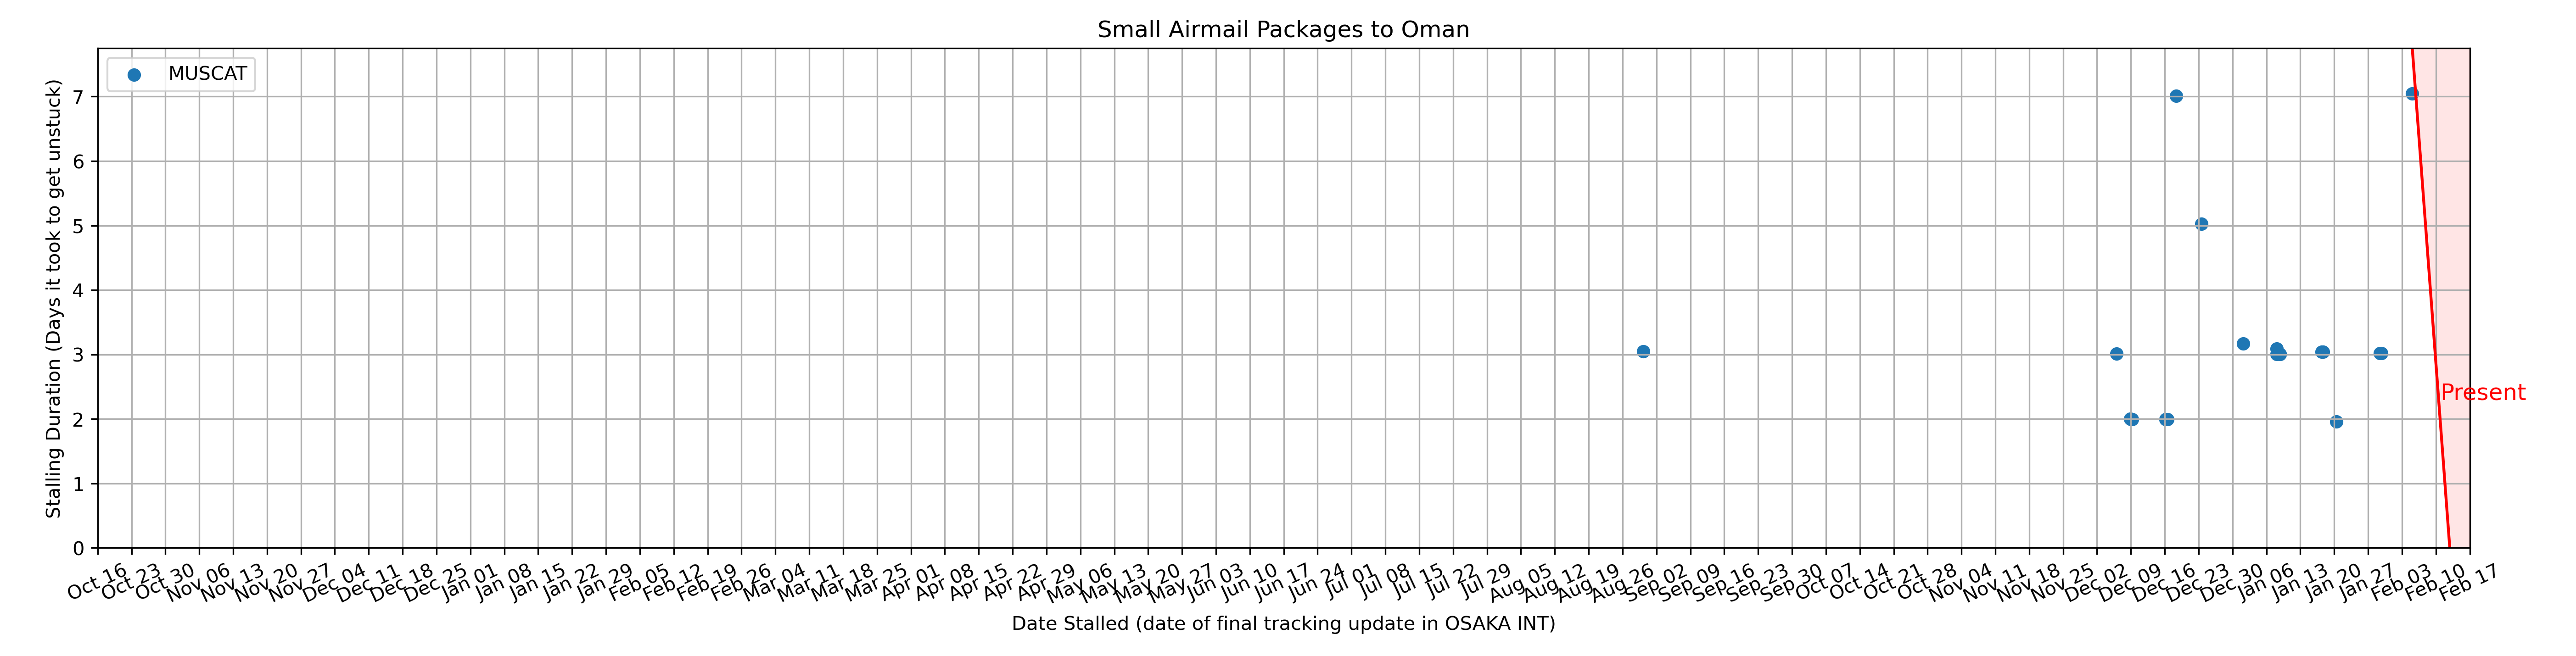 Small Airmail Packages to Oman
MUSCAT
Stalling Duration (Days it took to get unstuck)
7
6
5
4
3
2
1
0
Present
Oct 16 Oct 23 Oct 30 Nov 06 Nov 13 Nov 20 Nov 27 Dec 04 Dec 11 Dec 18 Dec 25 Jan 01 Jan 08 Jan 15 Jan 22 Jan 29 Feb 05 Feb 12 Feb 19 Feb 26 Mar 04 Mar 11 Mar 18 Mar 25 Apr 01 Apr 08 Apr 15 Apr 22 Apr 29 May 06 May 13 May 20 May 27 Jun 03 Jun 10 Jun 17 Jun 24 Jul 01 Jul 08 Jul 15 Jul 22 Jul 29 Aug 05 Aug 12 Aug 19 Aug 26 Sep 02 Sep 09 Sep 16 Sep 23 Sep 30 Oct 07 Oct 14 Oct 21 Oct 28 Nov 04 Nov 11 Nov 18 Nov 25 Dec 02 Dec 09 Dec 16 Dec 23 Dec 30 Jan 06 Jan 13 Jan 20 Jan 27 Feb 03 Feb 10 Feb 17
Date Stalled (date of final tracking update in OSAKA INT)